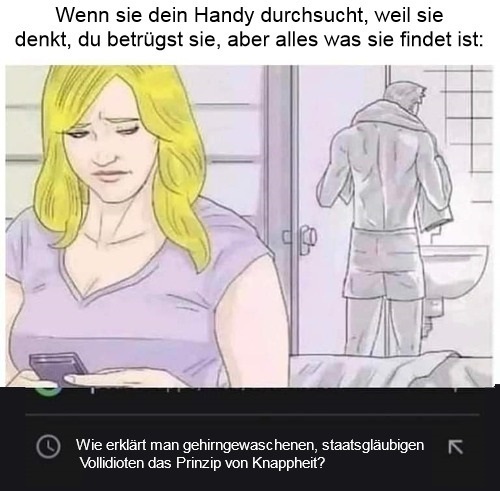 Wenn sie dein Handy durchsucht, weil sie
denkt, du betrügst sie, aber alles was sie findet ist:
Wie erklärt man gehirngewaschenen, staatsgläubigen
Vollidioten das Prinzip von Knappheit?